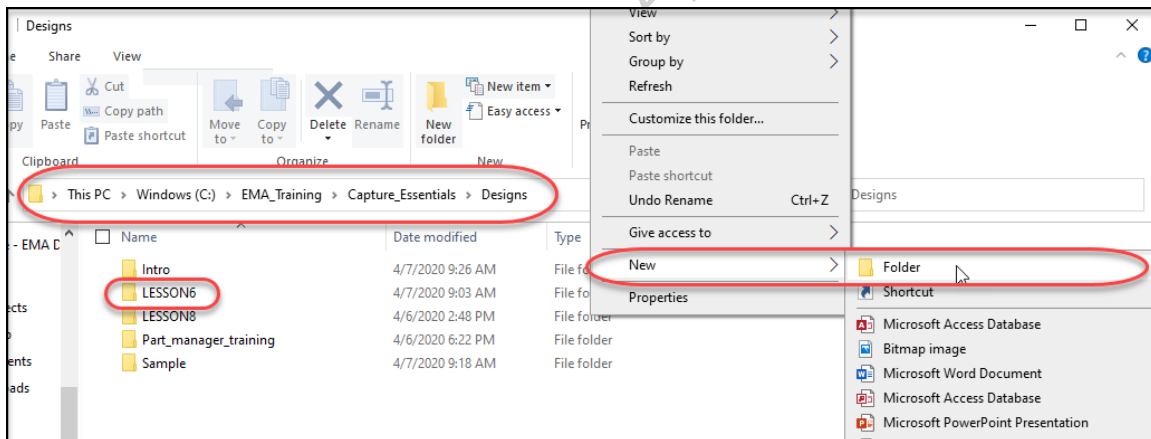 Designs
Share View
Cut
Copy path
Paste shortcut
Paste
Move to
Copy to
Delete
Rename
New folder
New item
Easy access
Clipboard
Organize
New
This PC > Windows (C:) > EMA_Training > Capture_Essentials > Designs
Designs
Name Date modified Type
Intro 4/7/2020 9:26 AM
LESSON6 4/7/2020 9:03 AM
LESSON8 4/6/2020 2:48 PM File folder
Part_manager_training 4/6/2020 6:22 PM File folder
Sample 4/7/2020 9:18 AM File folder
View
Sort by
Group by
Refresh
Customize this folder...
Paste
Paste shortcut
Undo Rename Ctrl+Z
Give access to
New
Properties
Folder
Shortcut
Microsoft Access Database
Bitmap image
Microsoft Word Document
Microsoft Access Database
Microsoft PowerPoint Presentation